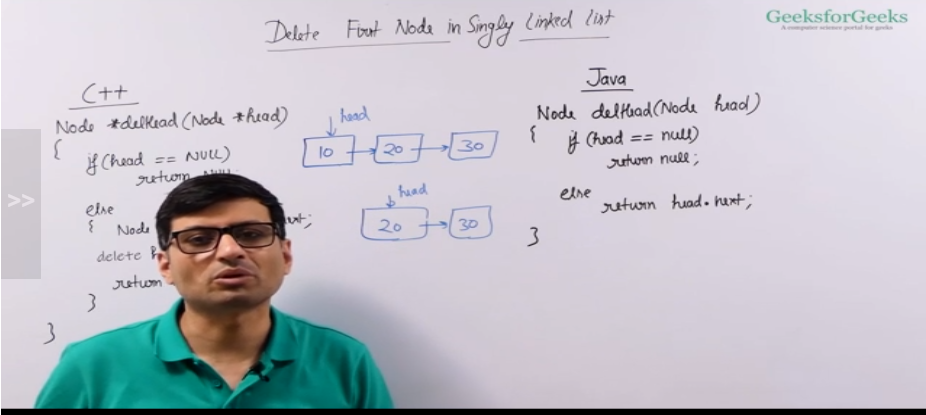 Delete First Node in Singly Linked List
GeeksforGeeks
A computer science portal for geeks
C++
Node *delHead(Node *head)
{
if (head == NULL)
return
else
{ Node
delete
return
}
}
head
10 20 30
head
20 30
Java
Node delHead(Node head)
{ if (head == null)
return null;
else
return head.next;
}
>>